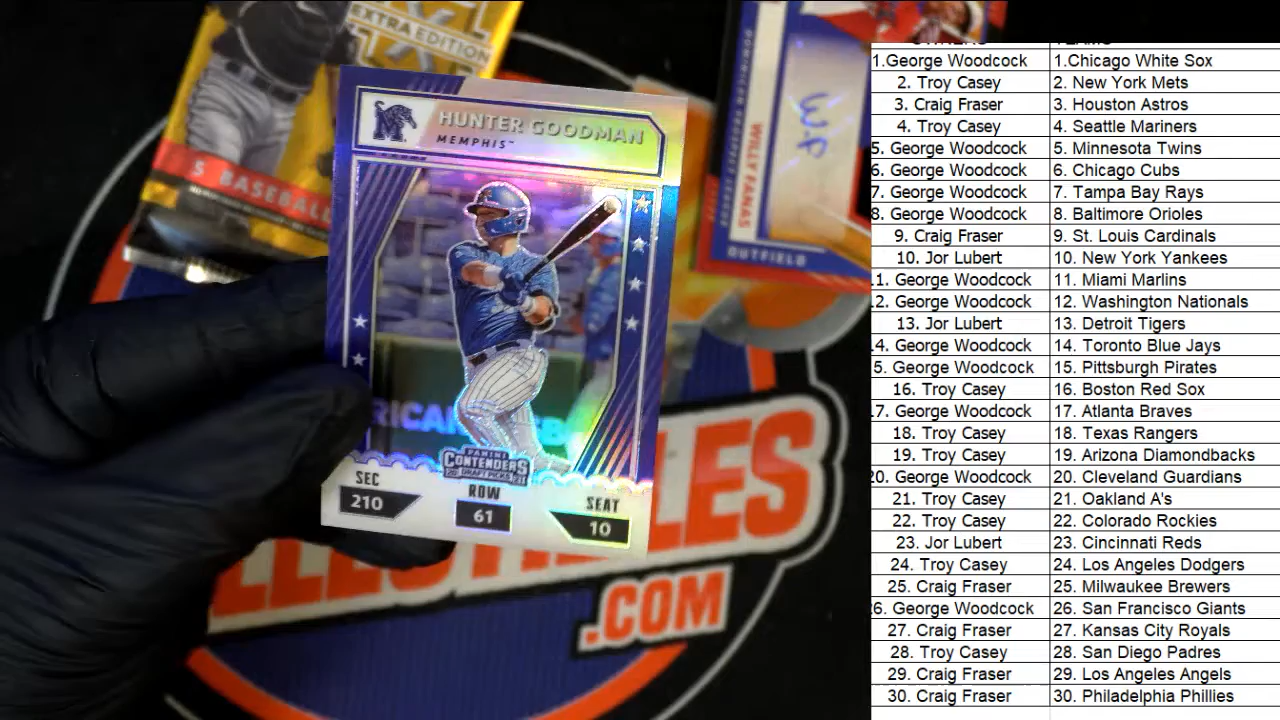 EXTRA EDITION
S BASEBALL
HUNTER GOODMAN
MEMPHIS
M
PANINI
CONTENDERS
20 DRAFT PICKS 21
SEC
210
ROW
61
SEAT
10
WILLY FANAS
OUTFIELD
WF
.COM
1.George Woodcock 1.Chicago White Sox
2. Troy Casey 2. New York Mets
3. Craig Fraser 3. Houston Astros
4. Troy Casey 4. Seattle Mariners
5. George Woodcock 5. Minnesota Twins
6. George Woodcock 6. Chicago Cubs
7. George Woodcock 7. Tampa Bay Rays
8. George Woodcock 8. Baltimore Orioles
9. Craig Fraser 9. St. Louis Cardinals
10. Jor Lubert 10. New York Yankees
11. George Woodcock 11. Miami Marlins
12. George Woodcock 12. Washington Nationals
13. Jor Lubert 13. Detroit Tigers
14. George Woodcock 14. Toronto Blue Jays
15. George Woodcock 15. Pittsburgh Pirates
16. Troy Casey 16. Boston Red Sox
17. George Woodcock 17. Atlanta Braves
18. Troy Casey 18. Texas Rangers
19. Troy Casey 19. Arizona Diamondbacks
20. George Woodcock 20. Cleveland Guardians
21. Troy Casey 21. Oakland A's
22. Troy Casey 22. Colorado Rockies
23. Jor Lubert 23. Cincinnati Reds
24. Troy Casey 24. Los Angeles Dodgers
25. Craig Fraser 25. Milwaukee Brewers
26. George Woodcock 26. San Francisco Giants
27. Craig Fraser 27. Kansas City Royals
28. Troy Casey 28. San Diego Padres
29. Craig Fraser 29. Los Angeles Angels
30. Craig Fraser 30. Philadelphia Phillies